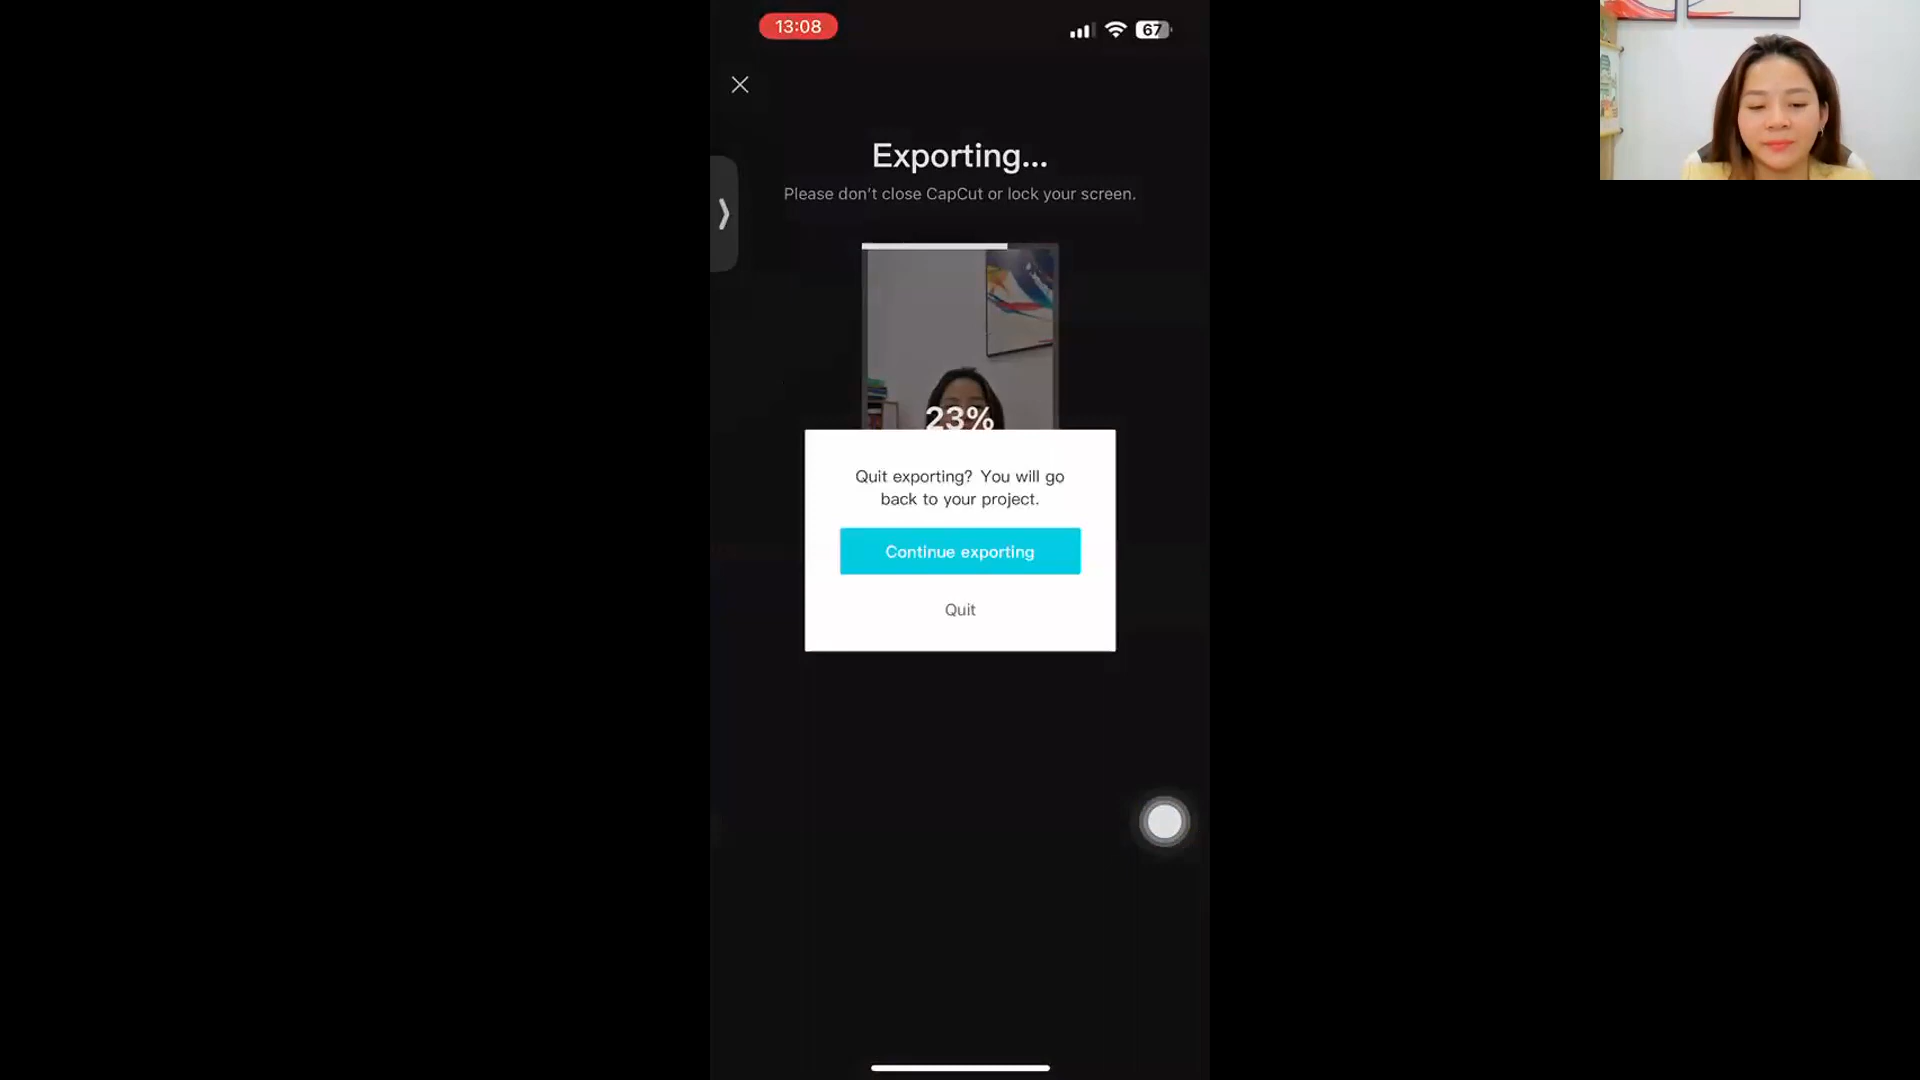 13:08
67
Exporting...
Please don't close CapCut or lock your screen.
23%
Quit exporting? You will go
back to your project.
Continue exporting
Quit